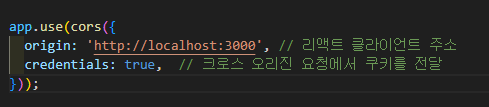 app.use(cors({
  origin: 'http://localhost:3000', // 리액트 클라이언트 주소
  credentials: true,  // 크로스 오리진 요청에서 쿠키를 전달
}));